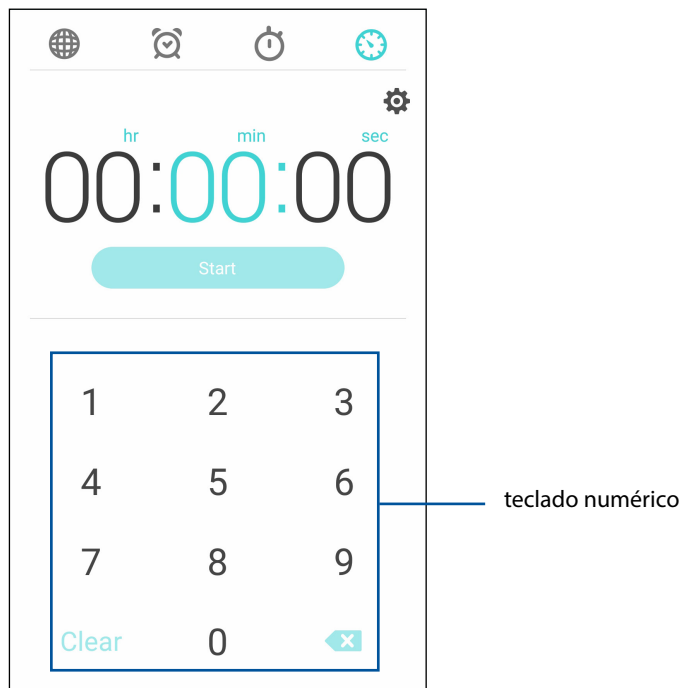 hr min sec
00:00:00
Start
1 2 3
4 5 6
teclado numérico
7 8 9
Clear 0